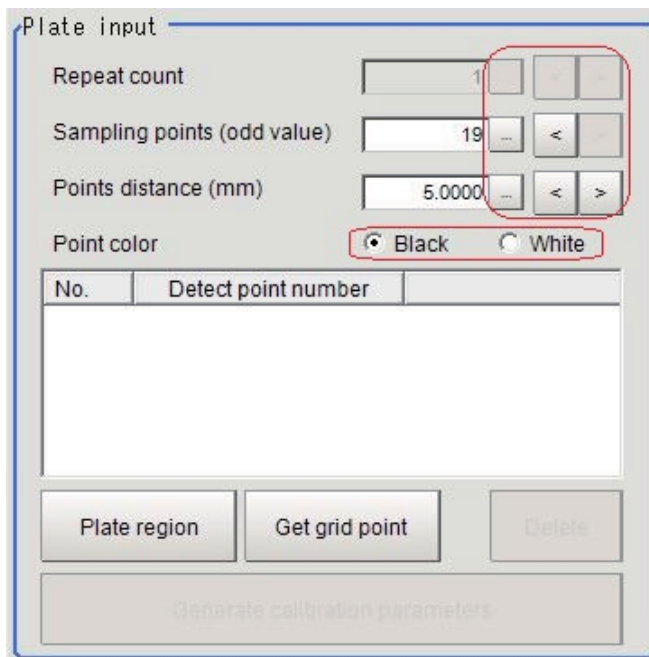 Plate input
Repeat count 1 ... < >
Sampling points (odd value) 19 ... < >
Points distance (mm) 5.0000 ... < >
Point color Black White
No. Detect point number
Plate region Get grid point Delete
Generate calibration parameters